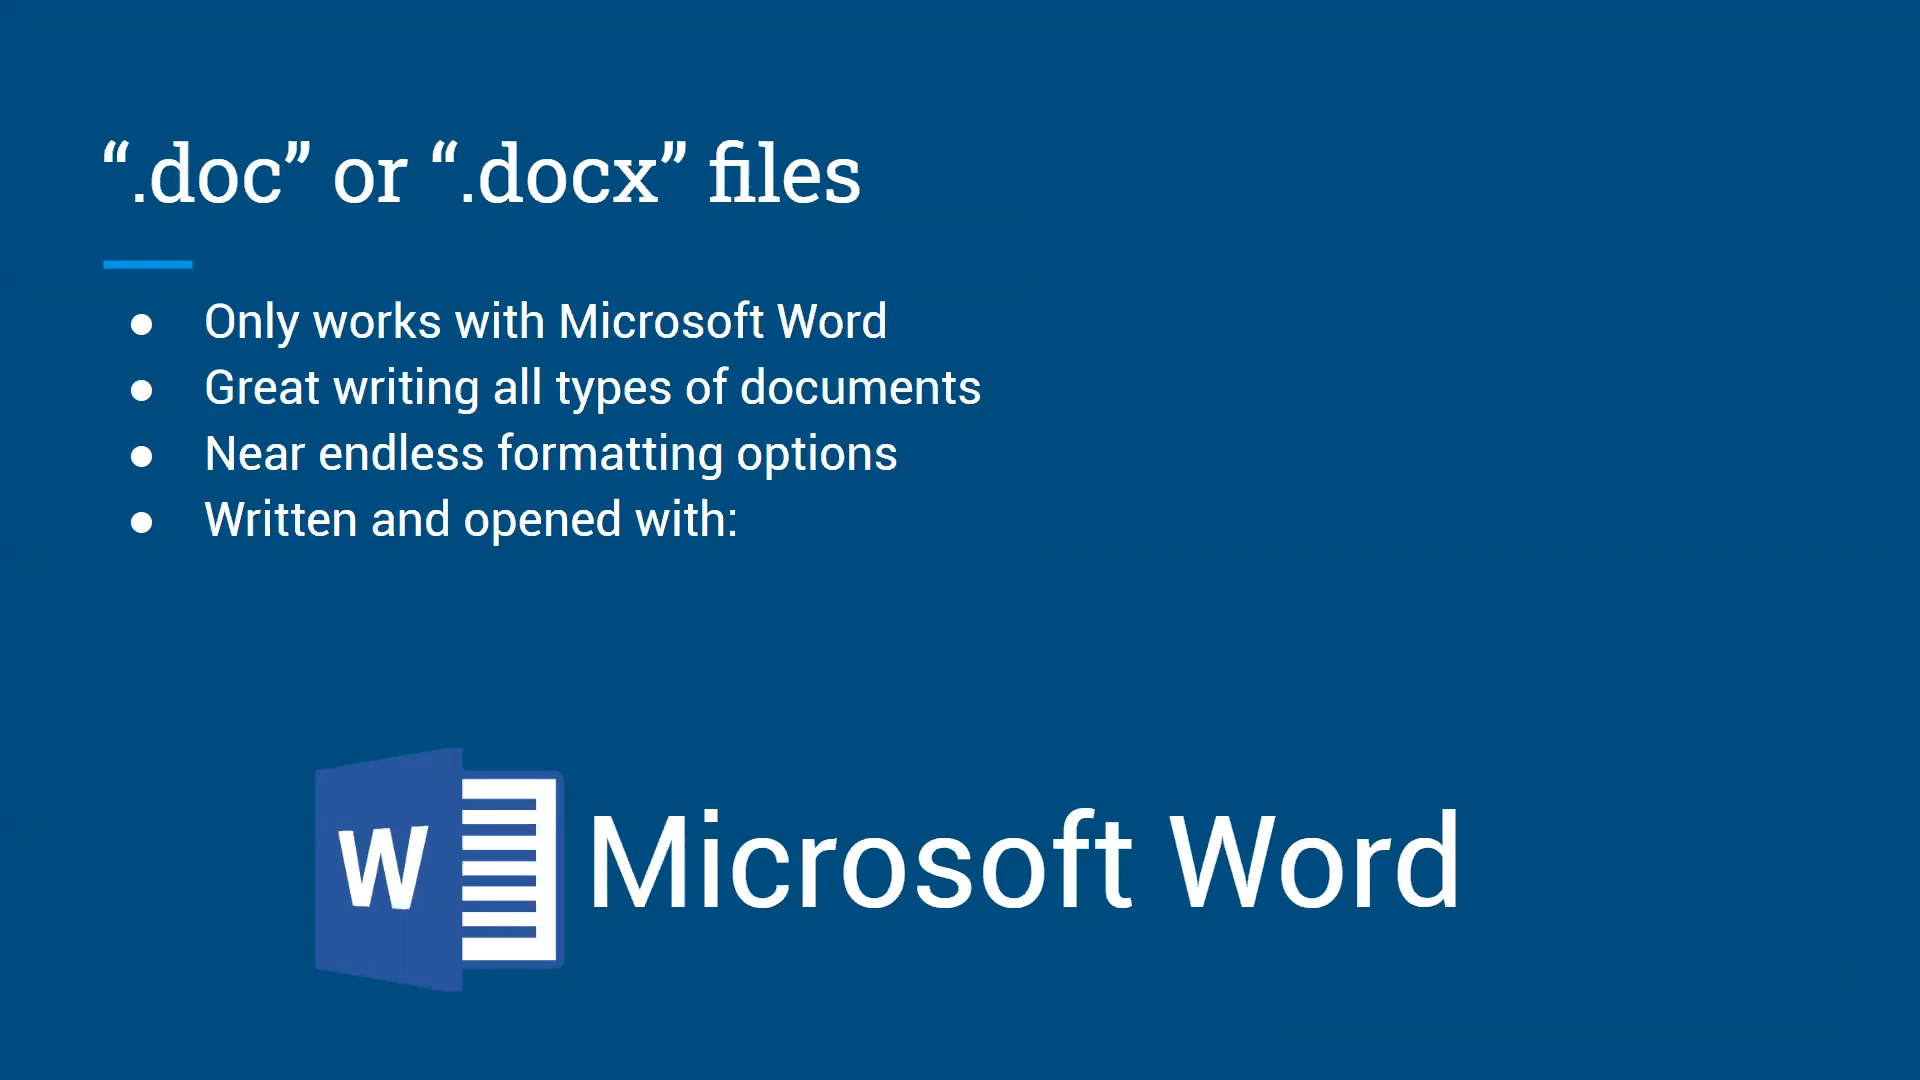 “.doc” or “.docx” files
● Only works with Microsoft Word
● Great writing all types of documents
● Near endless formatting options
● Written and opened with:
W Microsoft Word